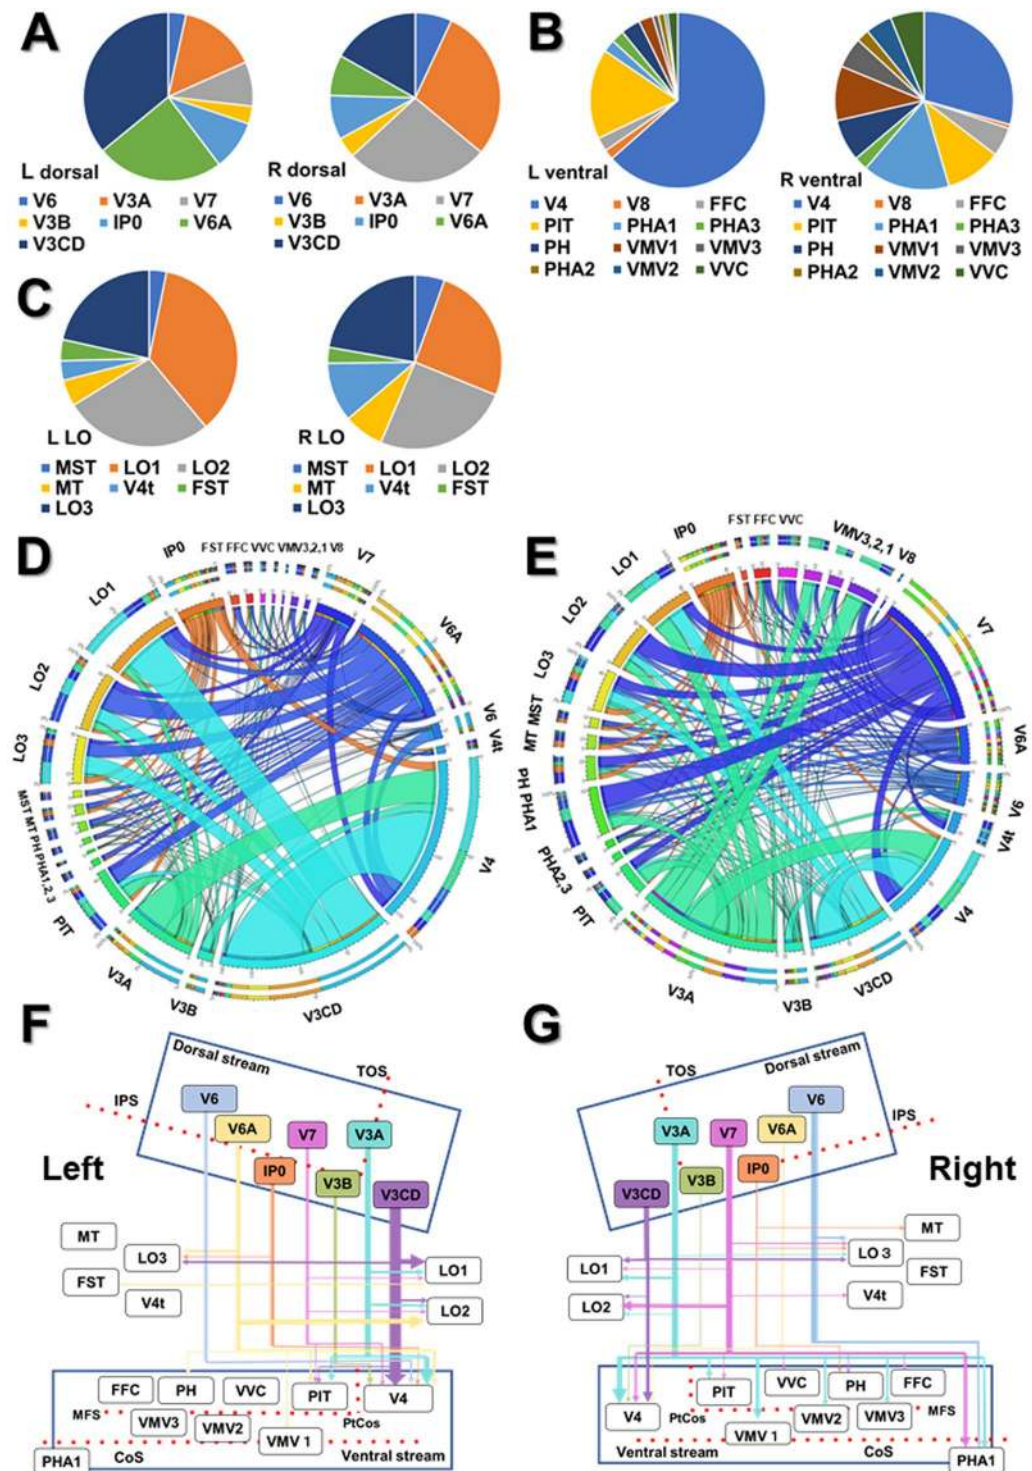 A
L dorsal
V6 V3A V7
V3B IP0 V6A
V3CD
R dorsal
V6 V3A V7
V3B IP0 V6A
V3CD
B
L ventral
V4 V8 FFC
PIT PHA1 PHA3
PH VMV1 VMV3
PHA2 VMV2 VVC
R ventral
V4 V8 FFC
PIT PHA1 PHA3
PH VMV1 VMV3
PHA2 VMV2 VVC
C
L LO
MST LO1 LO2
MT V4t FST
LO3
R LO
MST LO1 LO2
MT V4t FST
LO3
D
IP0 FST FFC VVC VMV3,2,1 V8 V7
LO1
V6A
LO2
V6
V4t
LO3
MST MT PH PHA1,2,3
V4
PIT
V3A
V3B
V3CD
E
IP0 FST FFC VVC VMV3,2,1 V8
LO1
V7
LO2
LO3
V6A
MT MST
V6
PH PHA1
V4t
PHA2,3
V4
PIT
V3CD
V3A
V3B
F
Dorsal stream
TOS
IPS
V6
V6A
V7
V3A
IP0
V3B
V3CD
Left
MT
LO3
LO1
FST
V4t
LO2
FFC
PH
VVC
PIT
V4
MFS
VMV3
VMV2
PtCos
VMV 1
PHA1
CoS
Ventral stream
G
Dorsal stream
TOS
IPS
V6
V3A
V7
V6A
V3B
IP0
V3CD
Right
MT
LO 3
LO1
FST
V4t
LO2
PIT
VVC
PH
FFC
V4
PtCos
VMV2
VMV3
MFS
VMV 1
Ventral stream
CoS
PHA1